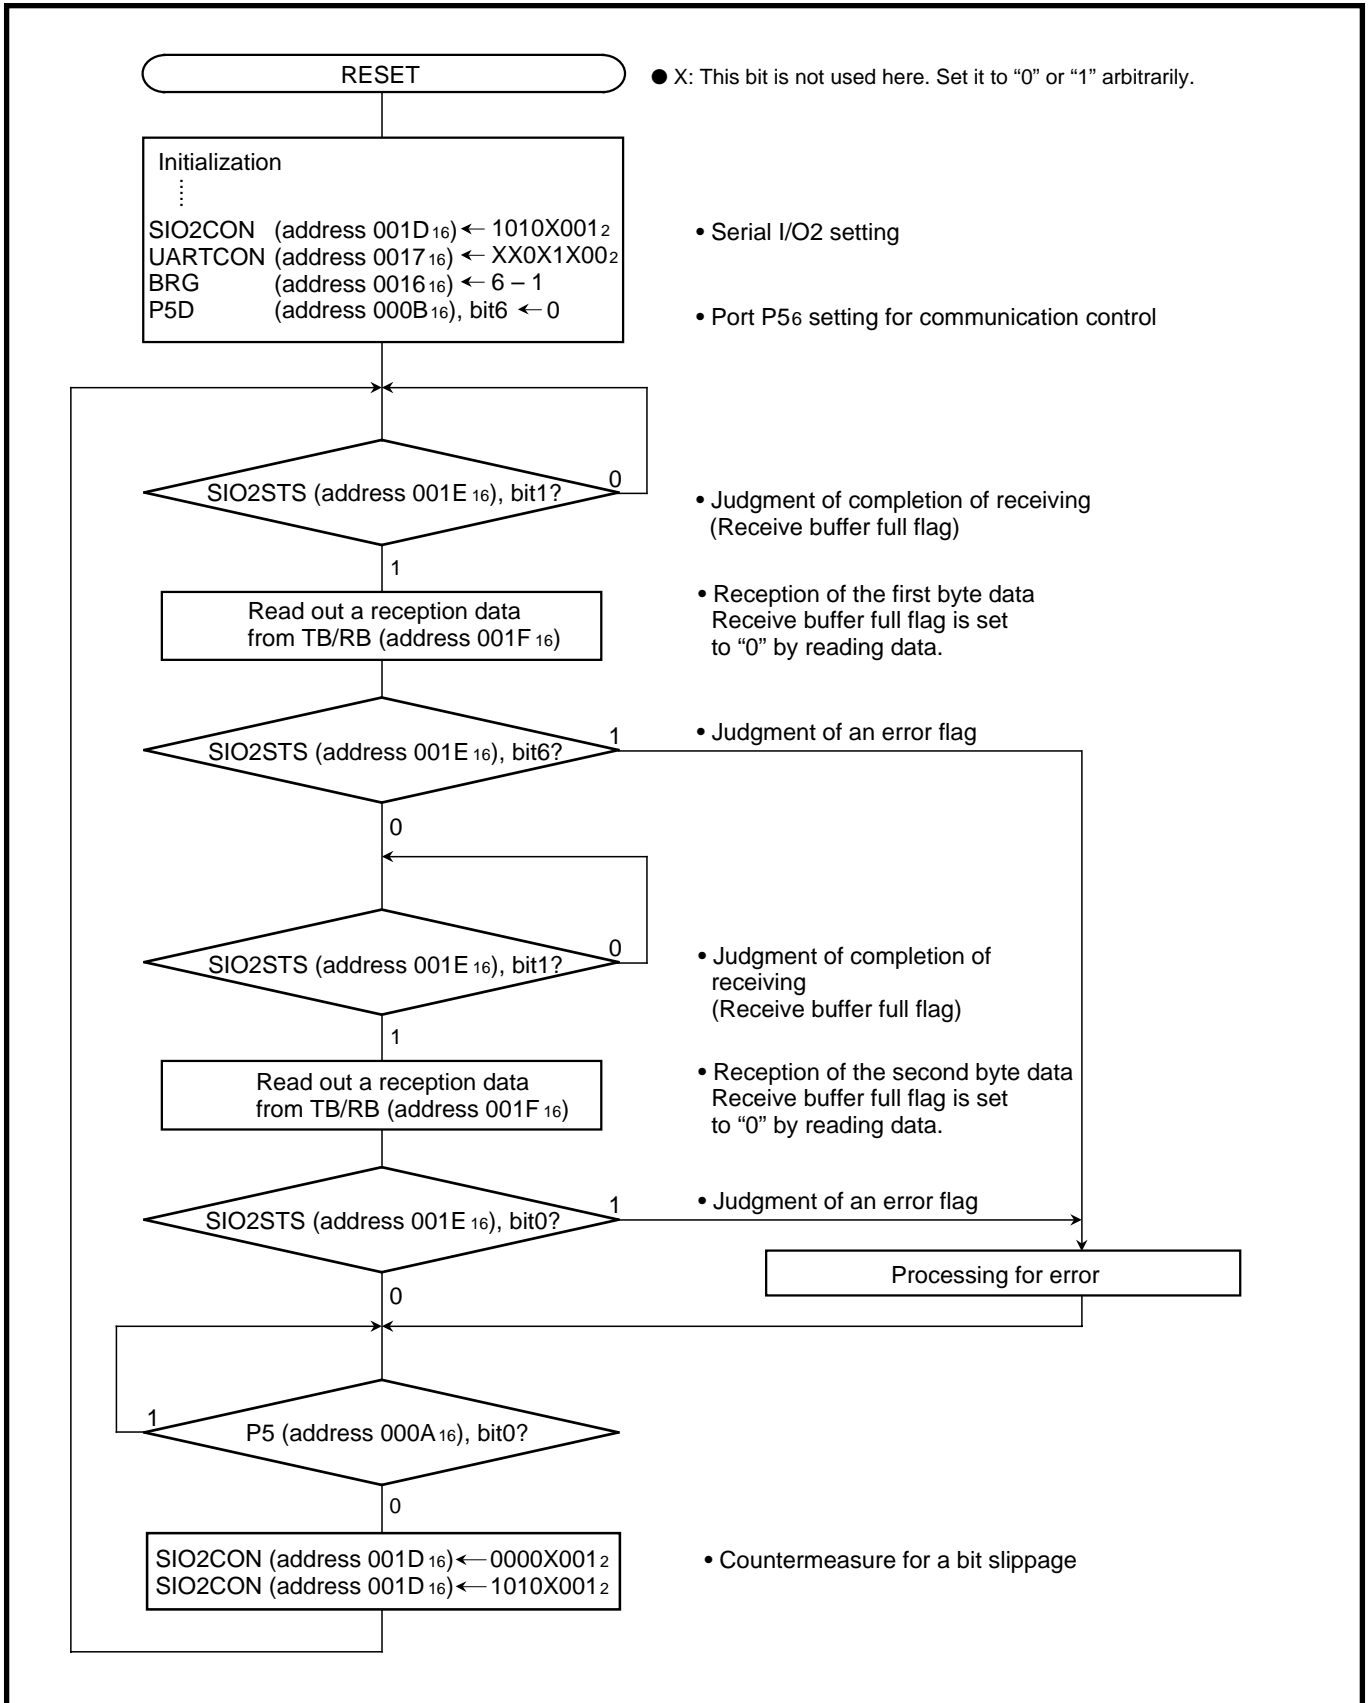 RESET
● X: This bit is not used here. Set it to “0” or “1” arbitrarily.
Initialization
SIO2CON (address 001D16) ← 1010X0012
• Serial I/O2 setting
UARTCON (address 001716) ← XX0X1X002
BRG (address 001616) ← 6 – 1
P5D (address 000B16), bit6 ← 0
• Port P56 setting for communication control
SIO2STS (address 001E16), bit1?
0
• Judgment of completion of receiving
(Receive buffer full flag)
1
Read out a reception data
from TB/RB (address 001F16)
• Reception of the first byte data
Receive buffer full flag is set
to “0” by reading data.
SIO2STS (address 001E16), bit6?
1
• Judgment of an error flag
0
SIO2STS (address 001E16), bit1?
0
• Judgment of completion of
receiving
(Receive buffer full flag)
1
Read out a reception data
from TB/RB (address 001F16)
• Reception of the second byte data
Receive buffer full flag is set
to “0” by reading data.
SIO2STS (address 001E16), bit0?
1
• Judgment of an error flag
Processing for error
0
1
P5 (address 000A16), bit0?
0
SIO2CON (address 001D16) ← 0000X0012
SIO2CON (address 001D16) ← 1010X0012
• Countermeasure for a bit slippage